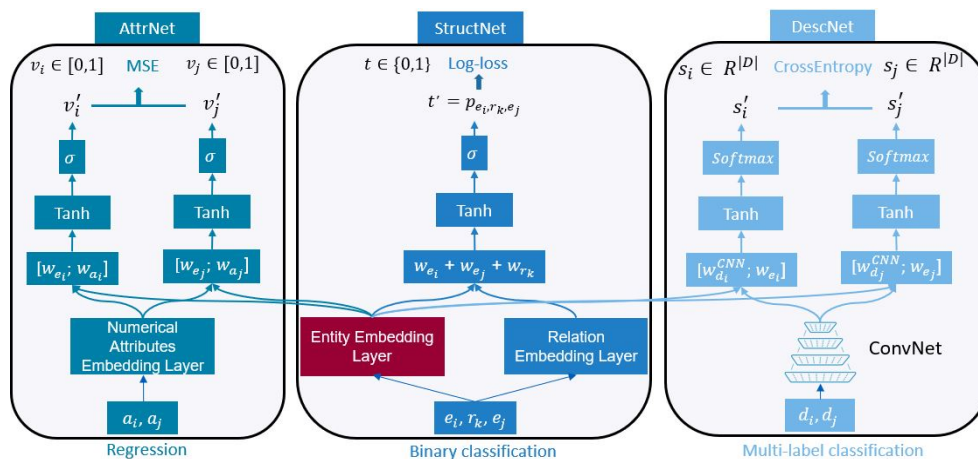 AttrNet
v_i ∈ [0,1] MSE v_j ∈ [0,1]
v_i′ v_j′
σ σ
Tanh Tanh
[w_{e_i}; w_{a_i}] [w_{e_j}; w_{a_j}]
Numerical
Attributes
Embedding Layer
a_i, a_j
Regression
StructNet
t ∈ {0,1} Log-loss
t′ = p_{e_i,r_k,e_j}
σ
Tanh
w_{e_i} + w_{e_j} + w_{r_k}
Entity Embedding
Layer
Relation
Embedding Layer
e_i, r_k, e_j
Binary classification
DescNet
s_i ∈ R^{|D|} CrossEntropy s_j ∈ R^{|D|}
s_i′ s_j′
Softmax Softmax
Tanh Tanh
[w_{d_i}^{CNN}; w_{e_i}] [w_{d_j}^{CNN}; w_{e_j}]
ConvNet
d_i, d_j
Multi-label classification